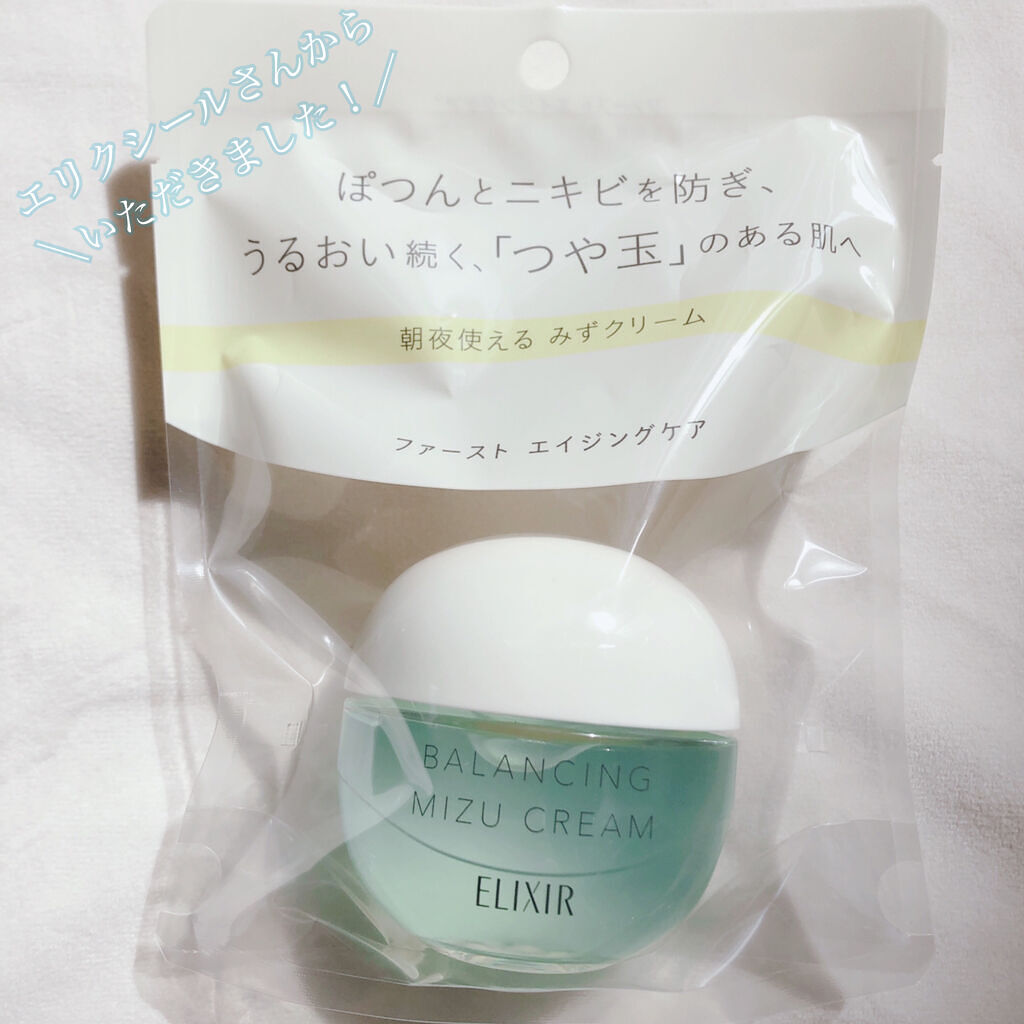 エリクシールさんから
\いただきました！/
ぽつんとニキビを防ぎ、
うるおい続く、「つや玉」のある肌へ
朝夜使える みずクリーム
ファースト エイジングケア
BALANCING
MIZU CREAM
ELIXIR